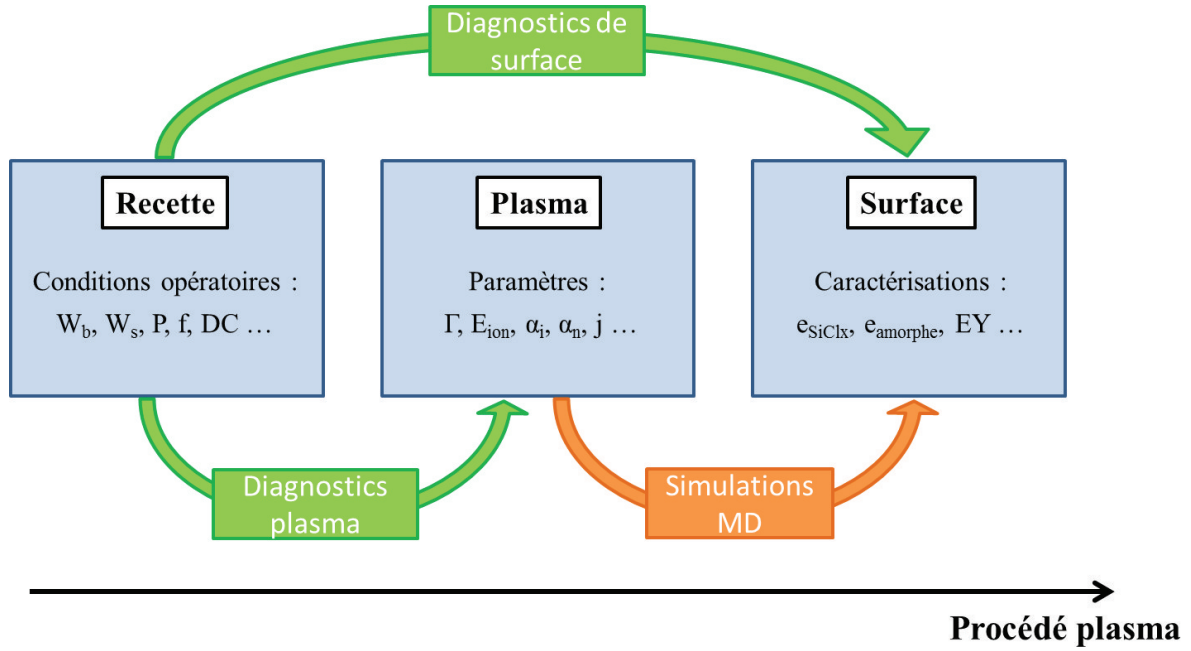 Diagnostics de
surface
Recette
Conditions opératoires :
W_b, W_s, P, f, DC …
Plasma
Paramètres :
Γ, E_ion, α_i, α_n, j …
Surface
Caractérisations :
e_SiClx, e_amorphe, EY …
Diagnostics
plasma
Simulations
MD
Procédé plasma